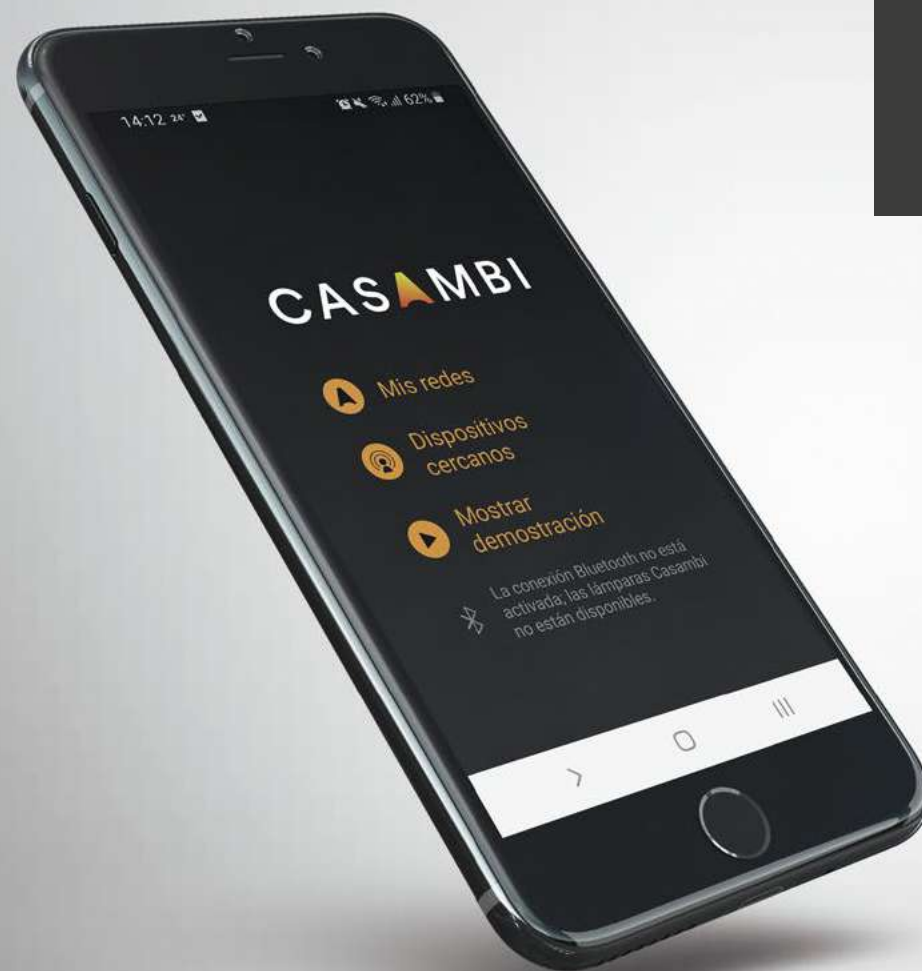 14:12 24° 62%
CASAMBI
Mis redes
Dispositivos
cercanos
Mostrar
demostración
La conexión Bluetooth no está
activada; las lámparas Casambi
no están disponibles.